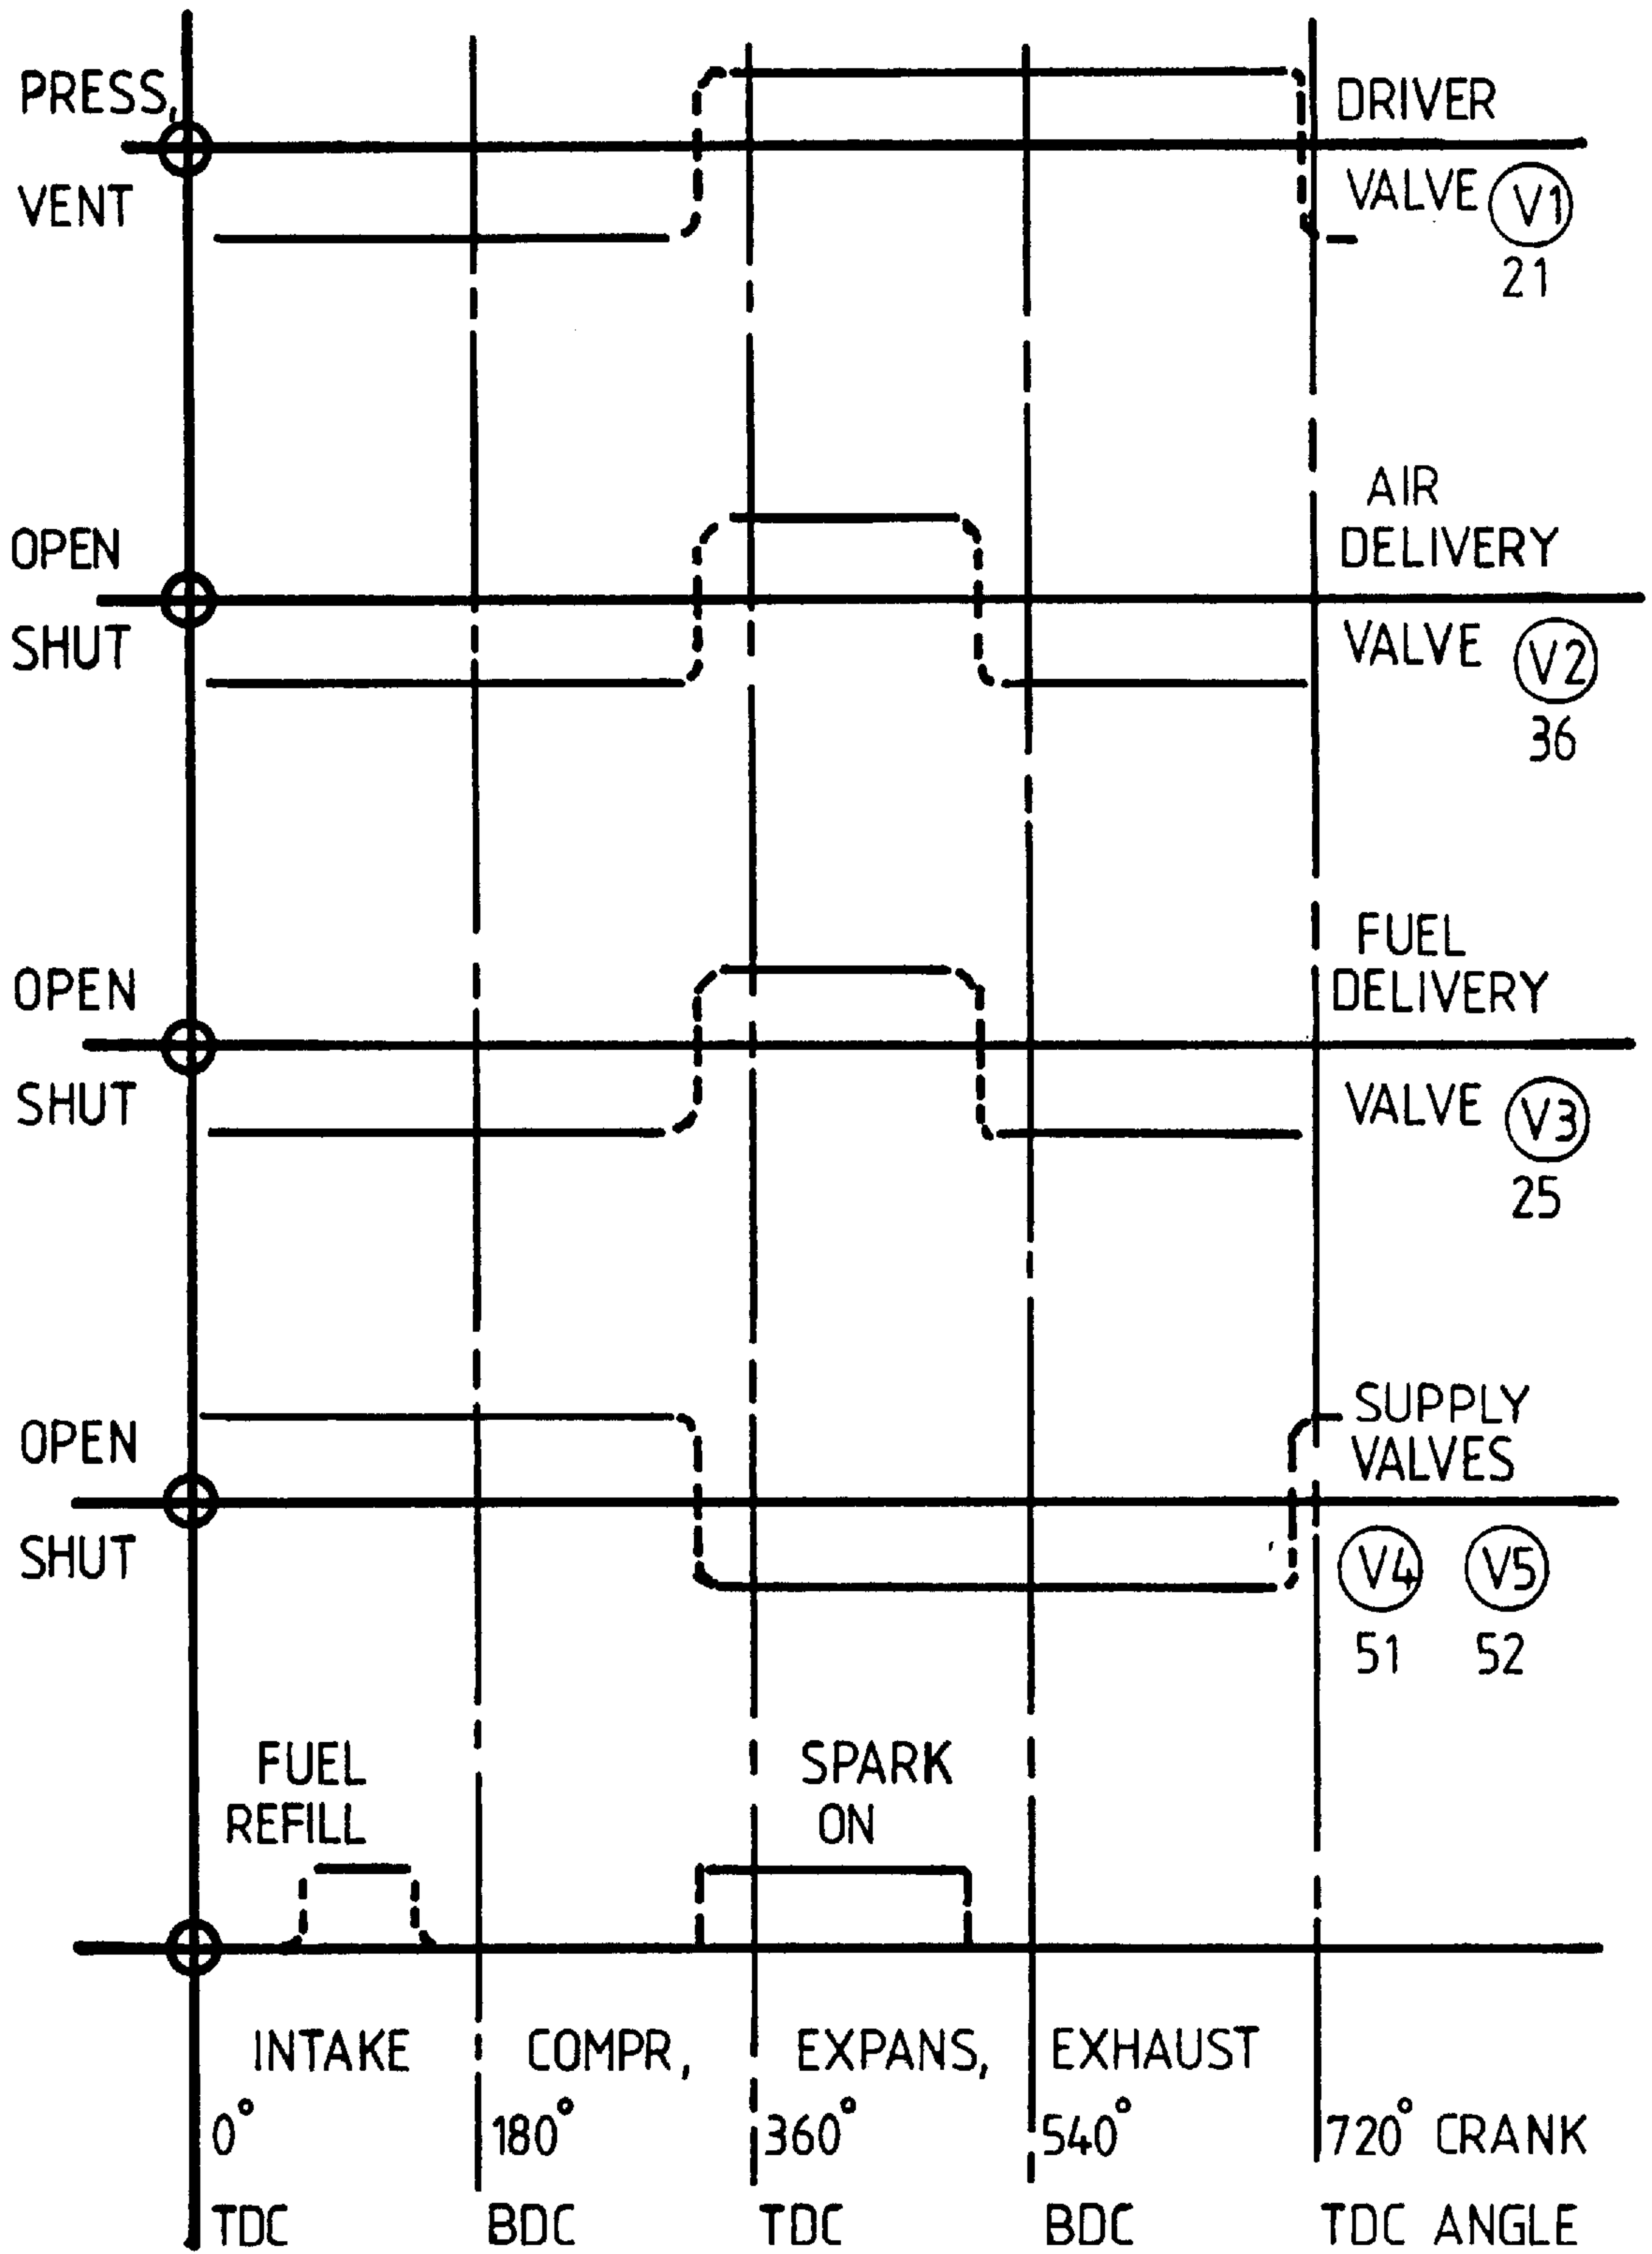 PRESS,
VENT
DRIVER
VALVE V1
21
OPEN
SHUT
AIR
DELIVERY
VALVE V2
36
OPEN
SHUT
FUEL
DELIVERY
VALVE V3
25
OPEN
SHUT
SUPPLY
VALVES
V4 V5
51 52
FUEL
REFILL
SPARK
ON
INTAKE COMPR, EXPANS, EXHAUST
0° 180° 360° 540° 720° CRANK
TDC BDC TDC BDC TDC ANGLE